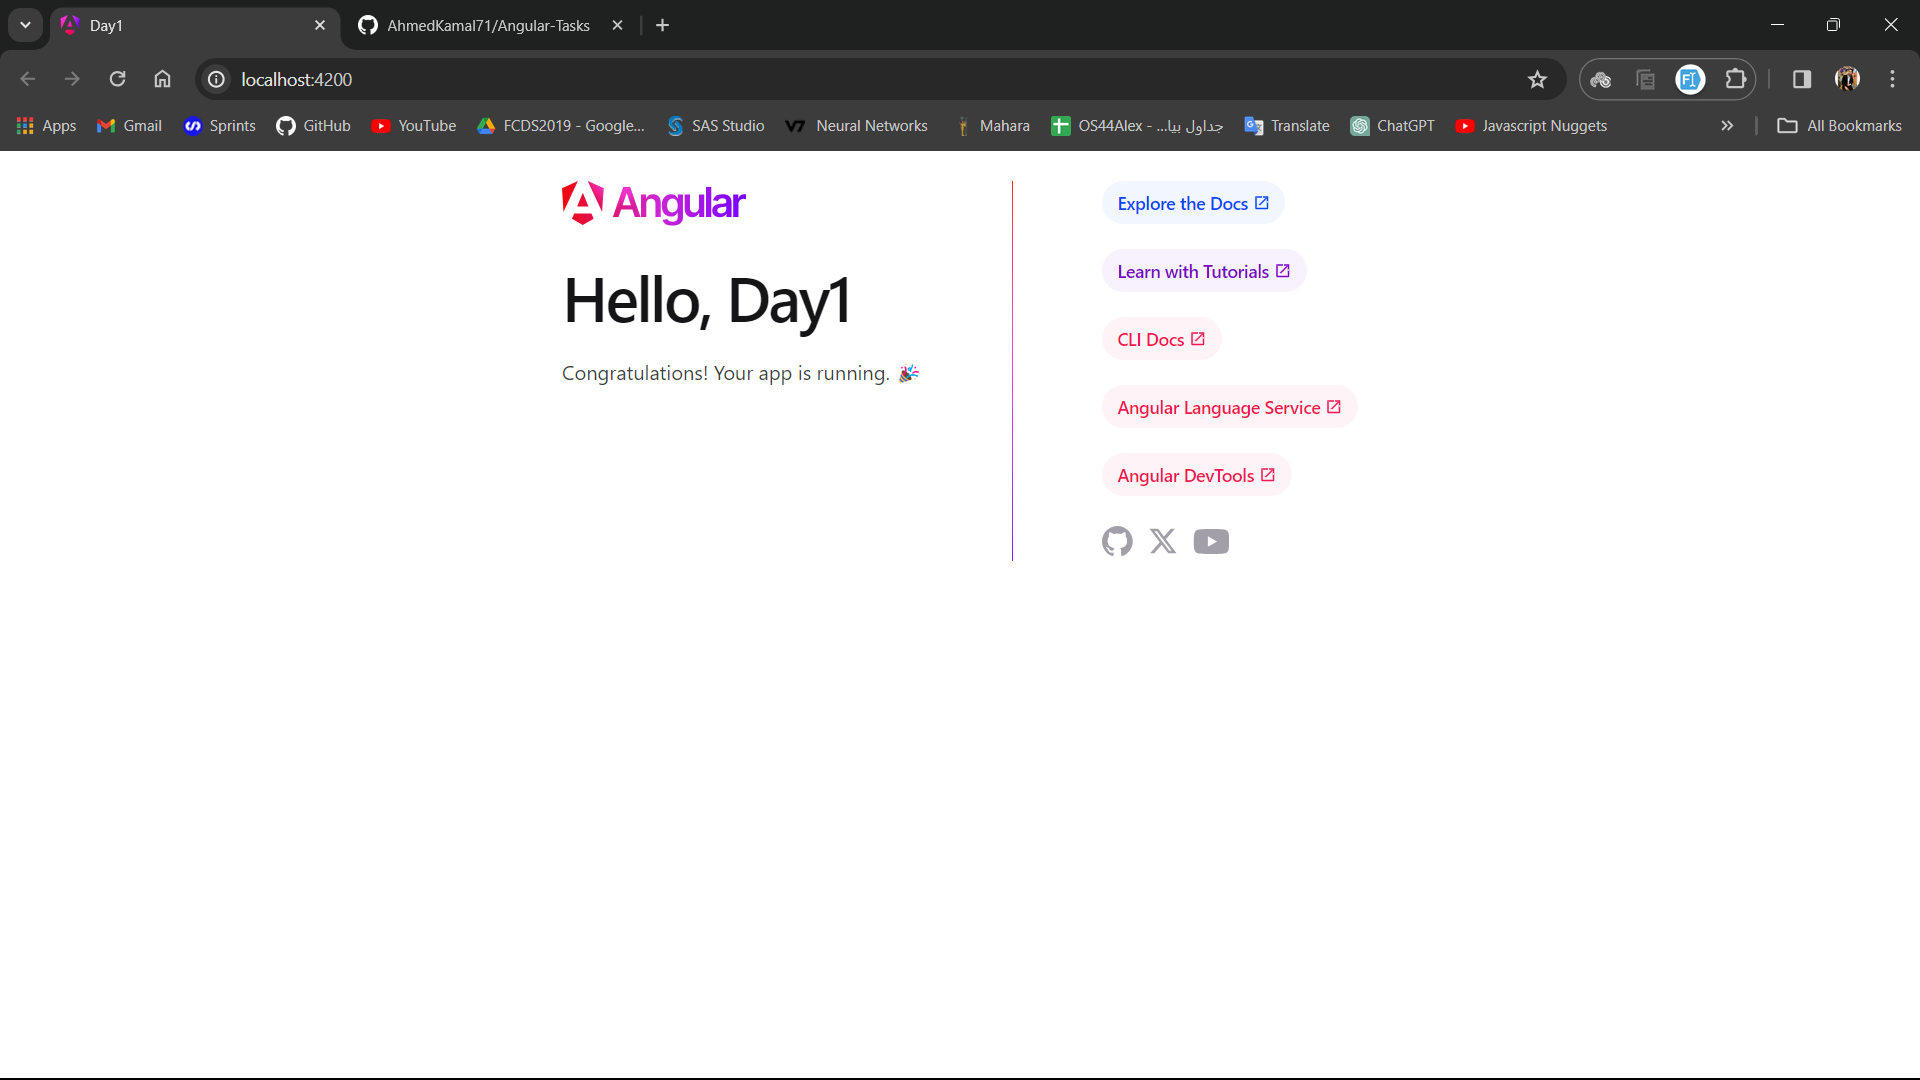 Day1
AhmedKamal71/Angular-Tasks
localhost:4200
Apps
Gmail
Sprints
GitHub
YouTube
FCDS2019 - Google...
SAS Studio
V7 Neural Networks
Mahara
OS44Alex - ...جداول بيا
Translate
ChatGPT
Javascript Nuggets
All Bookmarks
Angular
Hello, Day1
Congratulations! Your app is running. 🎉
Explore the Docs
Learn with Tutorials
CLI Docs
Angular Language Service
Angular DevTools